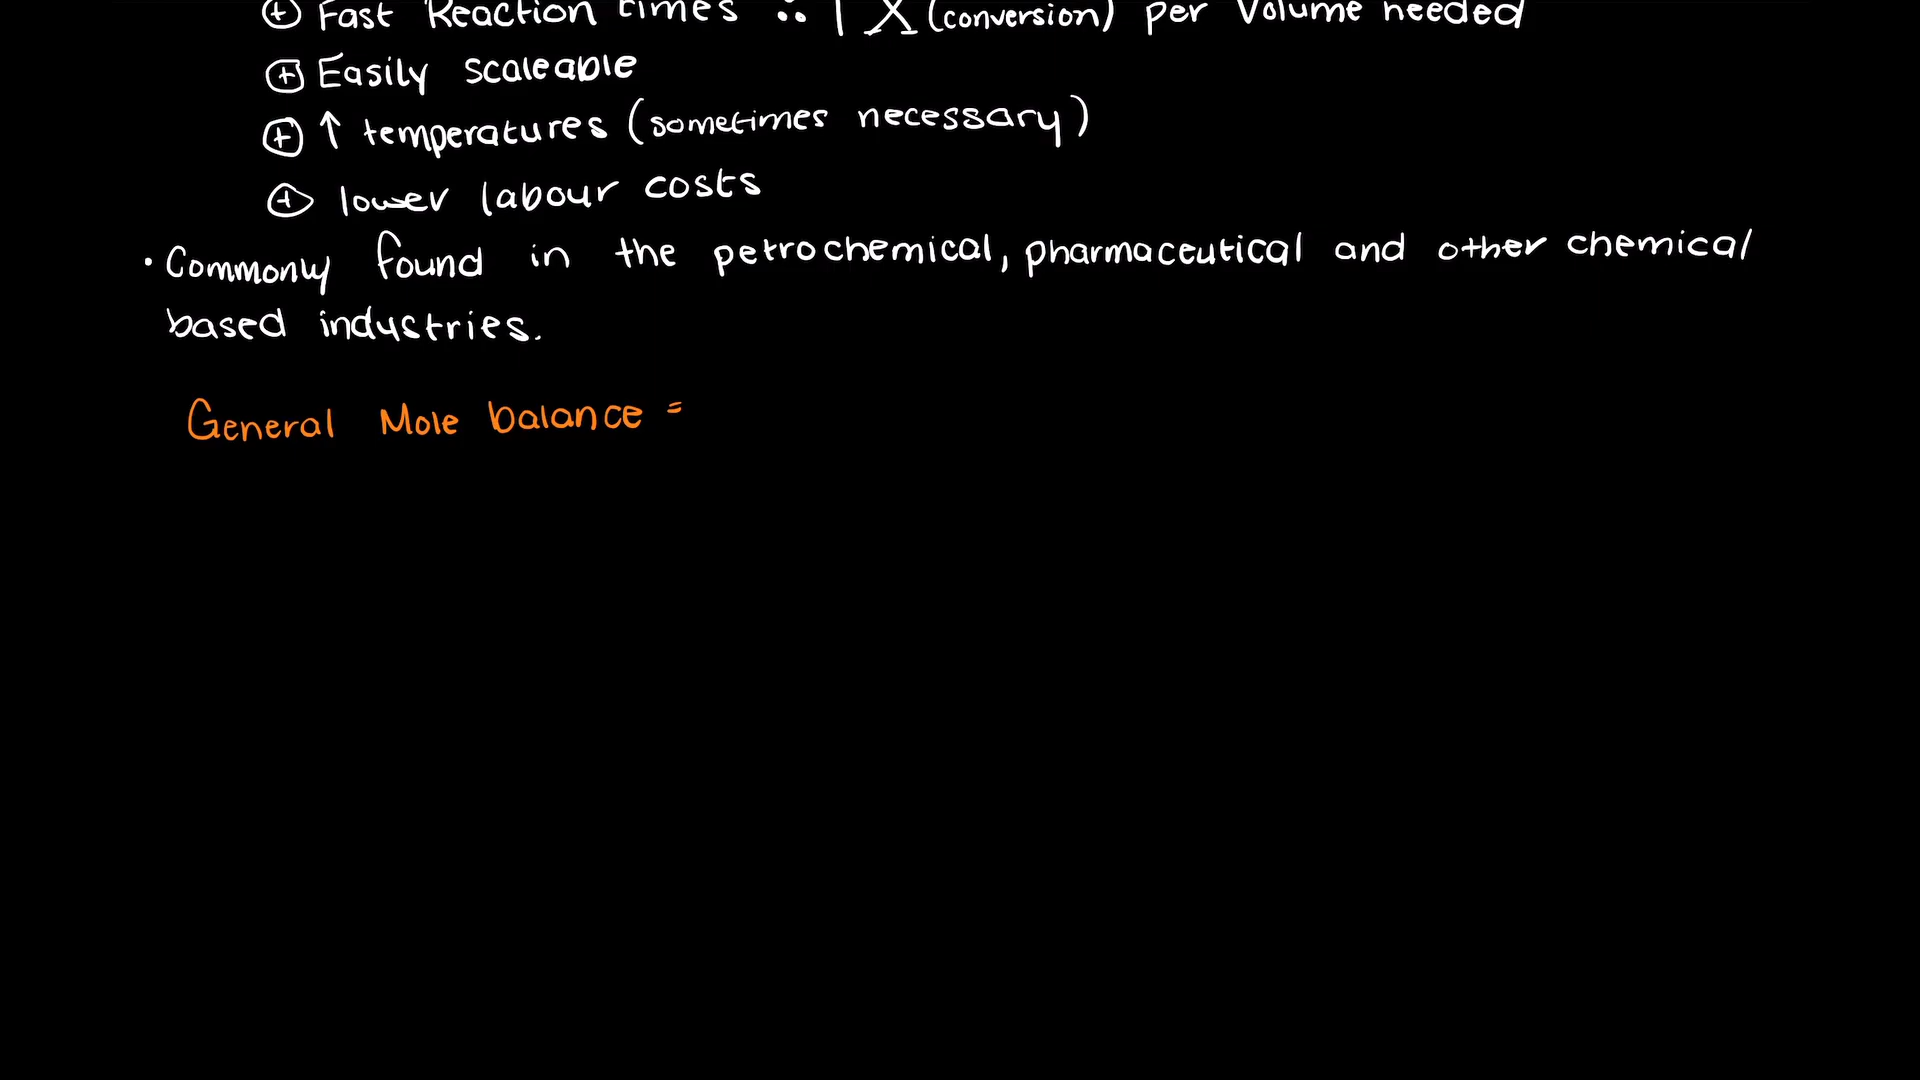 ⊕ Fast Reaction times ∴ ↑ X (conversion) per Volume needed
⊕ Easily scaleable
⊕ ↑ temperatures (sometimes necessary)
⊕ lower labour costs
• Commonly found in the petrochemical, pharmaceutical and other chemical
based industries.
General Mole balance =